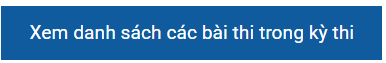 Xem danh sách các bài thi trong kỳ thi